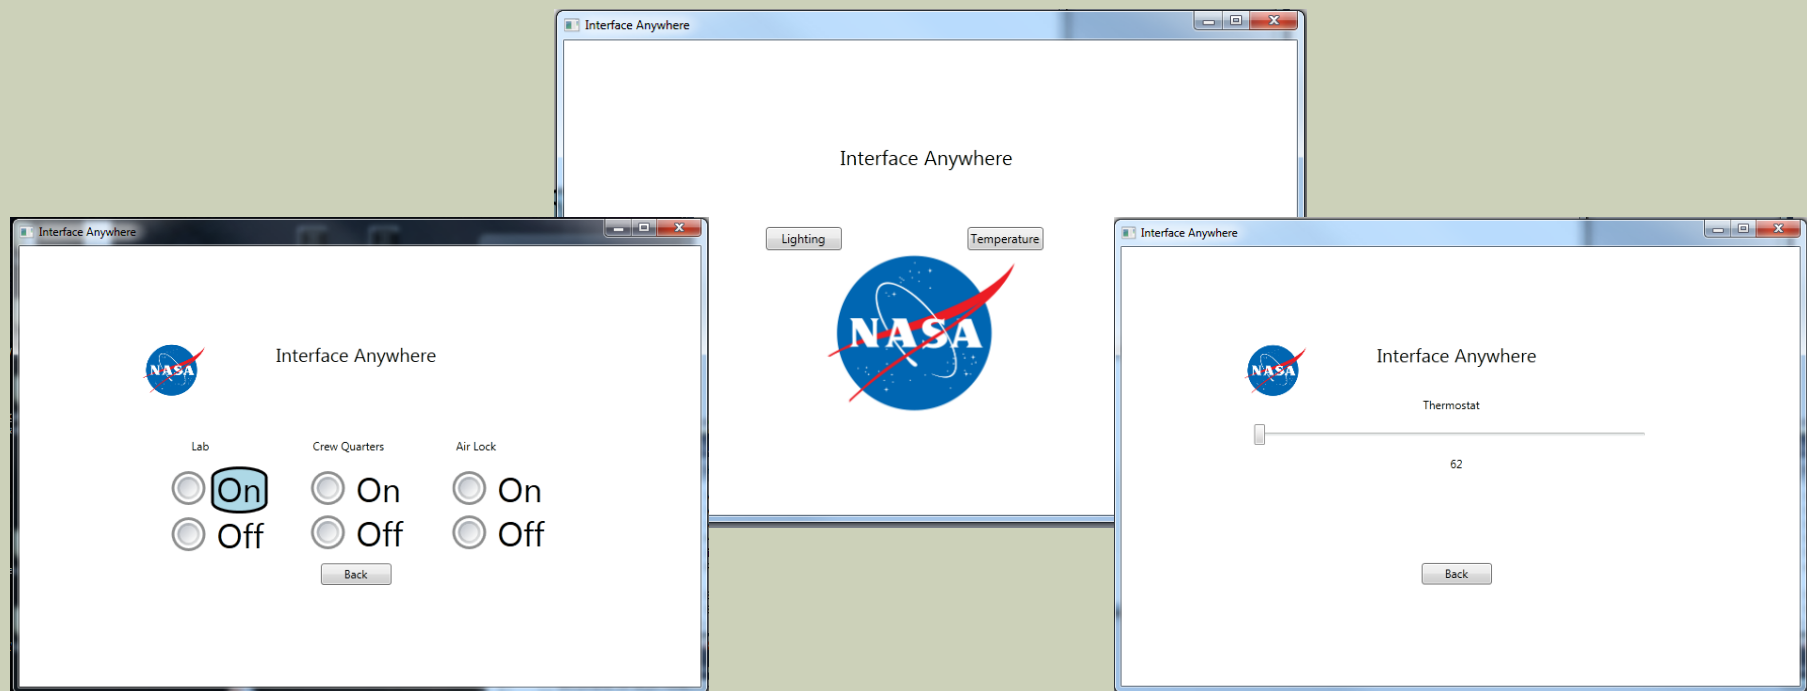 Interface Anywhere
Interface Anywhere
Lighting
Temperature
NASA
Interface Anywhere
NASA
Interface Anywhere
Lab
Crew Quarters
Air Lock
On
On
On
Off
Off
Off
Back
Interface Anywhere
NASA
Interface Anywhere
Thermostat
62
Back